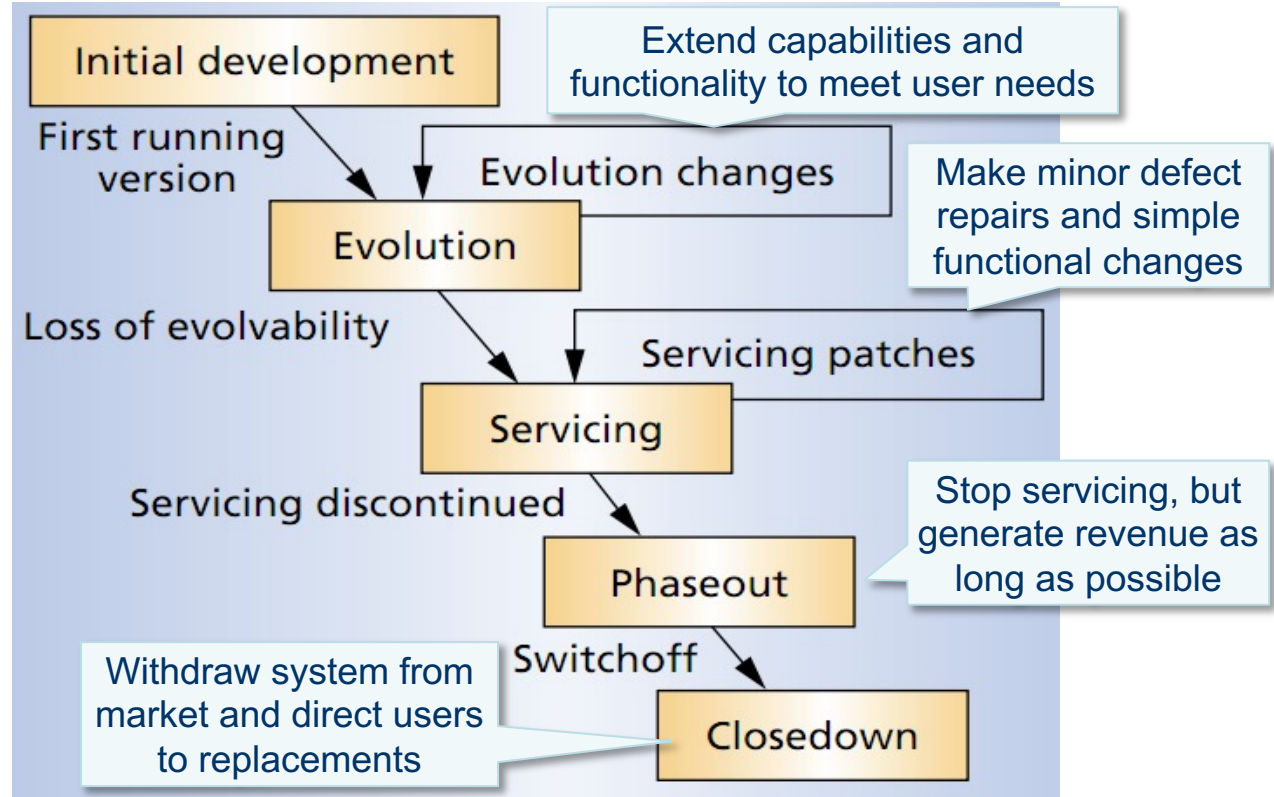 Initial development
Extend capabilities and
functionality to meet user needs
First running
version
Evolution changes
Make minor defect
repairs and simple
functional changes
Evolution
Loss of evolvability
Servicing patches
Servicing
Servicing discontinued
Stop servicing, but
generate revenue as
long as possible
Phaseout
Switchoff
Withdraw system from
market and direct users
to replacements
Closedown